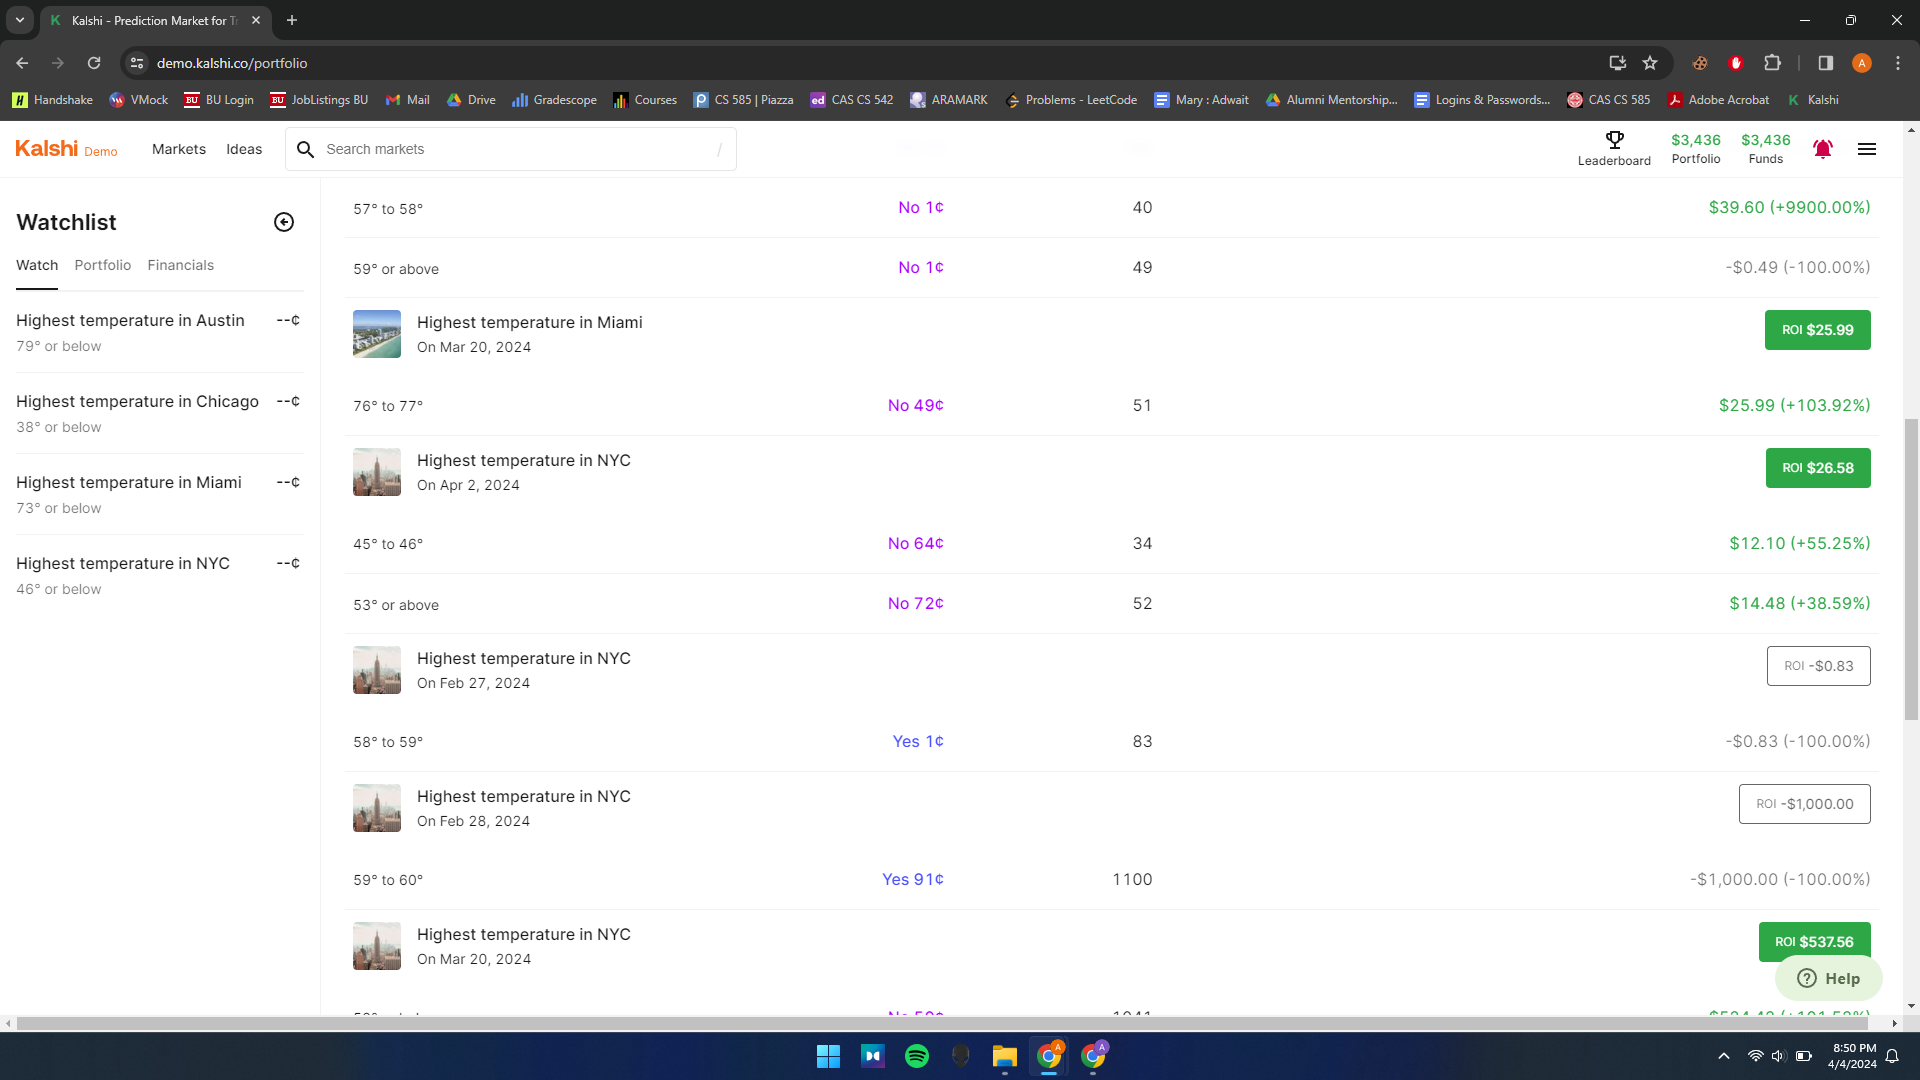 Kalshi - Prediction Market for Tr
demo.kalshi.co/portfolio
A
Handshake VMock BU Login JobListings BU Mail Drive Gradescope Courses CS 585 | Piazza CAS CS 542 ARAMARK Problems - LeetCode Mary : Adwait Alumni Mentorship... Logins & Passwords... CAS CS 585 Adobe Acrobat Kalshi
Kalshi Demo Markets Ideas Search markets /
Leaderboard
$3,436
Portfolio
$3,436
Funds
Watchlist
Watch Portfolio Financials
Highest temperature in Austin --¢
79° or below
Highest temperature in Chicago --¢
38° or below
Highest temperature in Miami --¢
73° or below
Highest temperature in NYC --¢
46° or below
57° to 58° No 1¢ 40 $39.60 (+9900.00%)
59° or above No 1¢ 49 -$0.49 (-100.00%)
Highest temperature in Miami
On Mar 20, 2024
ROI $25.99
76° to 77° No 49¢ 51 $25.99 (+103.92%)
Highest temperature in NYC
On Apr 2, 2024
ROI $26.58
45° to 46° No 64¢ 34 $12.10 (+55.25%)
53° or above No 72¢ 52 $14.48 (+38.59%)
Highest temperature in NYC
On Feb 27, 2024
ROI -$0.83
58° to 59° Yes 1¢ 83 -$0.83 (-100.00%)
Highest temperature in NYC
On Feb 28, 2024
ROI -$1,000.00
59° to 60° Yes 91¢ 1100 -$1,000.00 (-100.00%)
Highest temperature in NYC
On Mar 20, 2024
ROI $537.56
Help
8:50 PM
4/4/2024